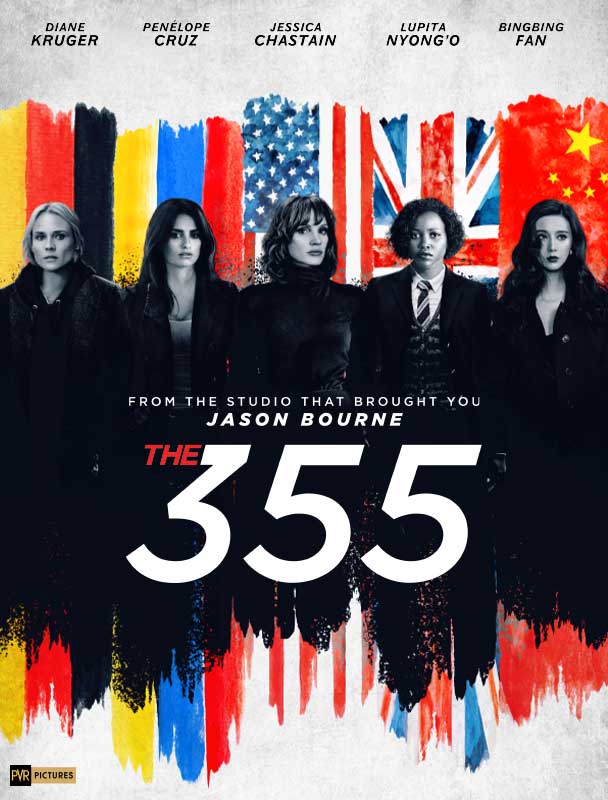 DIANE
KRUGER
PENÉLOPE
CRUZ
JESSICA
CHASTAIN
LUPITA
NYONG'O
BINGBING
FAN
FROM THE STUDIO THAT BROUGHT YOU
JASON BOURNE
THE
355
PVR PICTURES